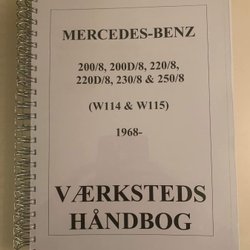 MERCEDES-BENZ
200/8, 200D/8, 220/8,
220D/8, 230/8 & 250/8
(W114 & W115)
1968-
VÆRKSTEDS
HÅNDBOG